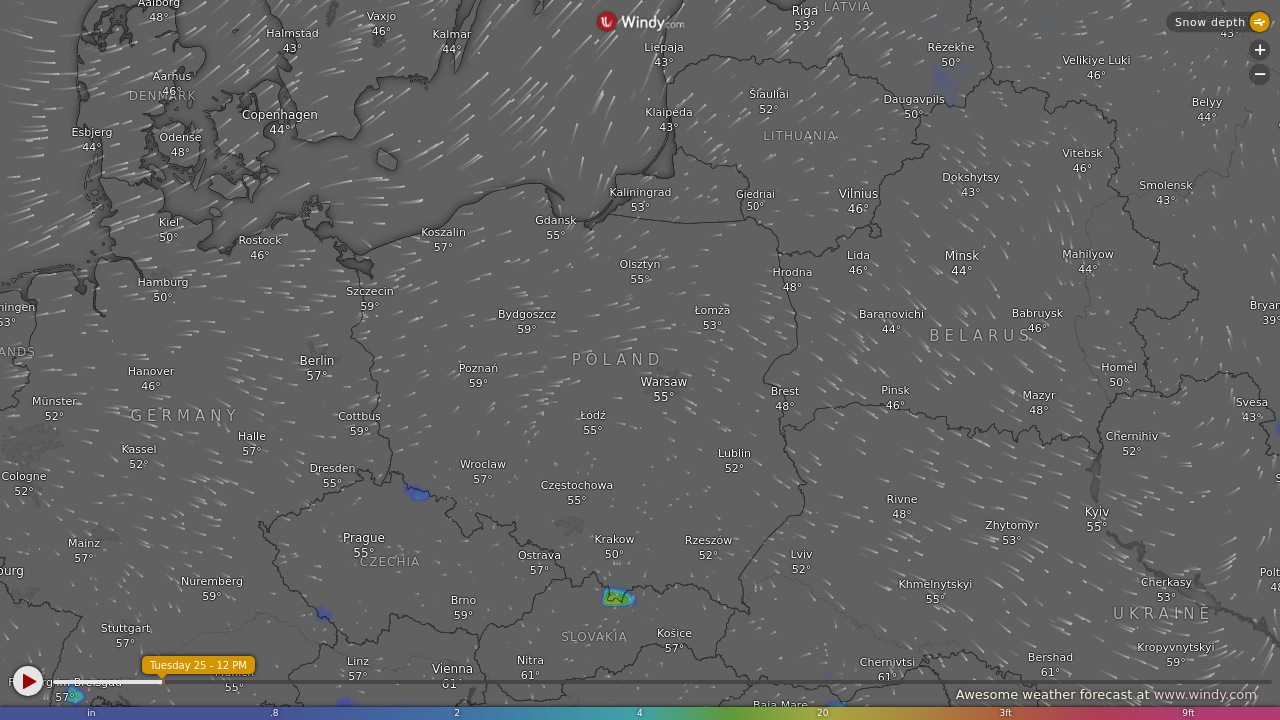 Windy.com
Snow depth
Aalborg
48°
Halmstad
43°
Vaxjo
46°
Kalmar
44°
Liepaja
43°
Riga
53°
LATVIA
Rēzekne
50°
Velikiye Luki
46°
43°
Aarhus
46°
DENMARK
Copenhagen
44°
Esbjerg
44°
Odense
48°
Klaipėda
43°
Šiauliai
52°
LITHUANIA
Daugavpils
50°
Belyy
44°
Vitebsk
46°
Dokshytsy
43°
Smolensk
43°
Kaliningrad
53°
Giedriai
50°
Vilnius
46°
Kiel
50°
Rostock
46°
Koszalin
57°
Gdansk
55°
Olsztyn
55°
Hrodna
48°
Lida
46°
Minsk
44°
Mahilyow
44°
Hamburg
50°
Szczecin
59°
Bydgoszcz
59°
Łomża
53°
Baranovichi
44°
Babruysk
46°
BELARUS
ningen
53°
ANDS
Bryan
39°
Berlin
57°
Hanover
46°
Poznań
59°
POLAND
Warsaw
55°
Brest
48°
Pinsk
46°
Homel
50°
Mazyr
48°
Svesa
43°
Münster
52°
GERMANY
Cottbus
59°
Łódź
55°
Halle
57°
Kassel
52°
Lublin
52°
Chernihiv
52°
Cologne
52°
Dresden
55°
Wroclaw
57°
Częstochowa
55°
Rivne
48°
Zhytomyr
53°
Kyiv
55°
Mainz
57°
Prague
55°
CZECHIA
Ostrava
57°
Krakow
50°
Rzeszow
52°
Lviv
52°
Khmelnytskyi
55°
Cherkasy
53°
Polt
48
UKRAINE
burg
Nuremberg
59°
Brno
59°
SLOVAKIA
Košice
57°
Stuttgart
57°
Linz
57°
Vienna
61°
Nitra
61°
Chernivtsi
61°
Bershad
61°
Kropyvnytskyi
59°
Tuesday 25 - 12 PM
57°
55°
Baia Mare
Awesome weather forecast at www.windy.com
in .8 2 4 20 3ft 9ft